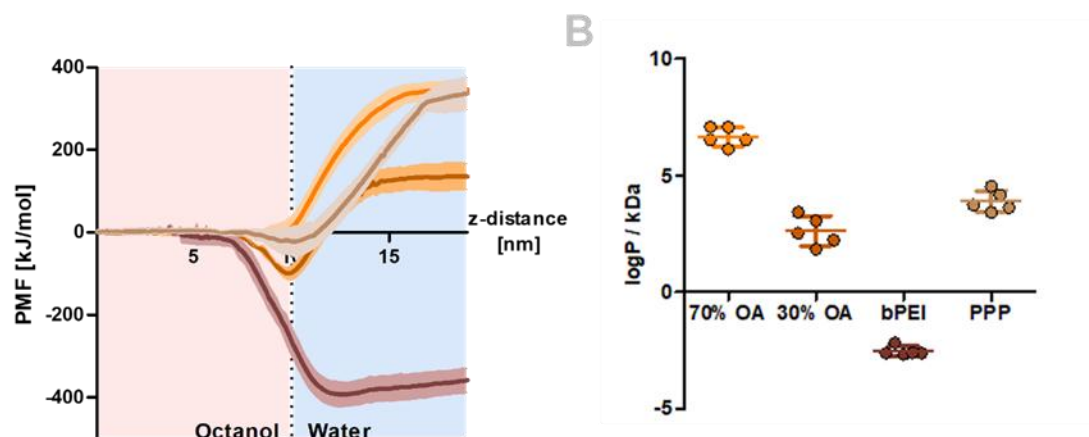 B
PMF [kJ/mol]
400
200
0
-200
-400
5
15
z-distance
[nm]
Octanol
Water
logP / kDa
10
5
0
-5
70% OA
30% OA
bPEI
PPP